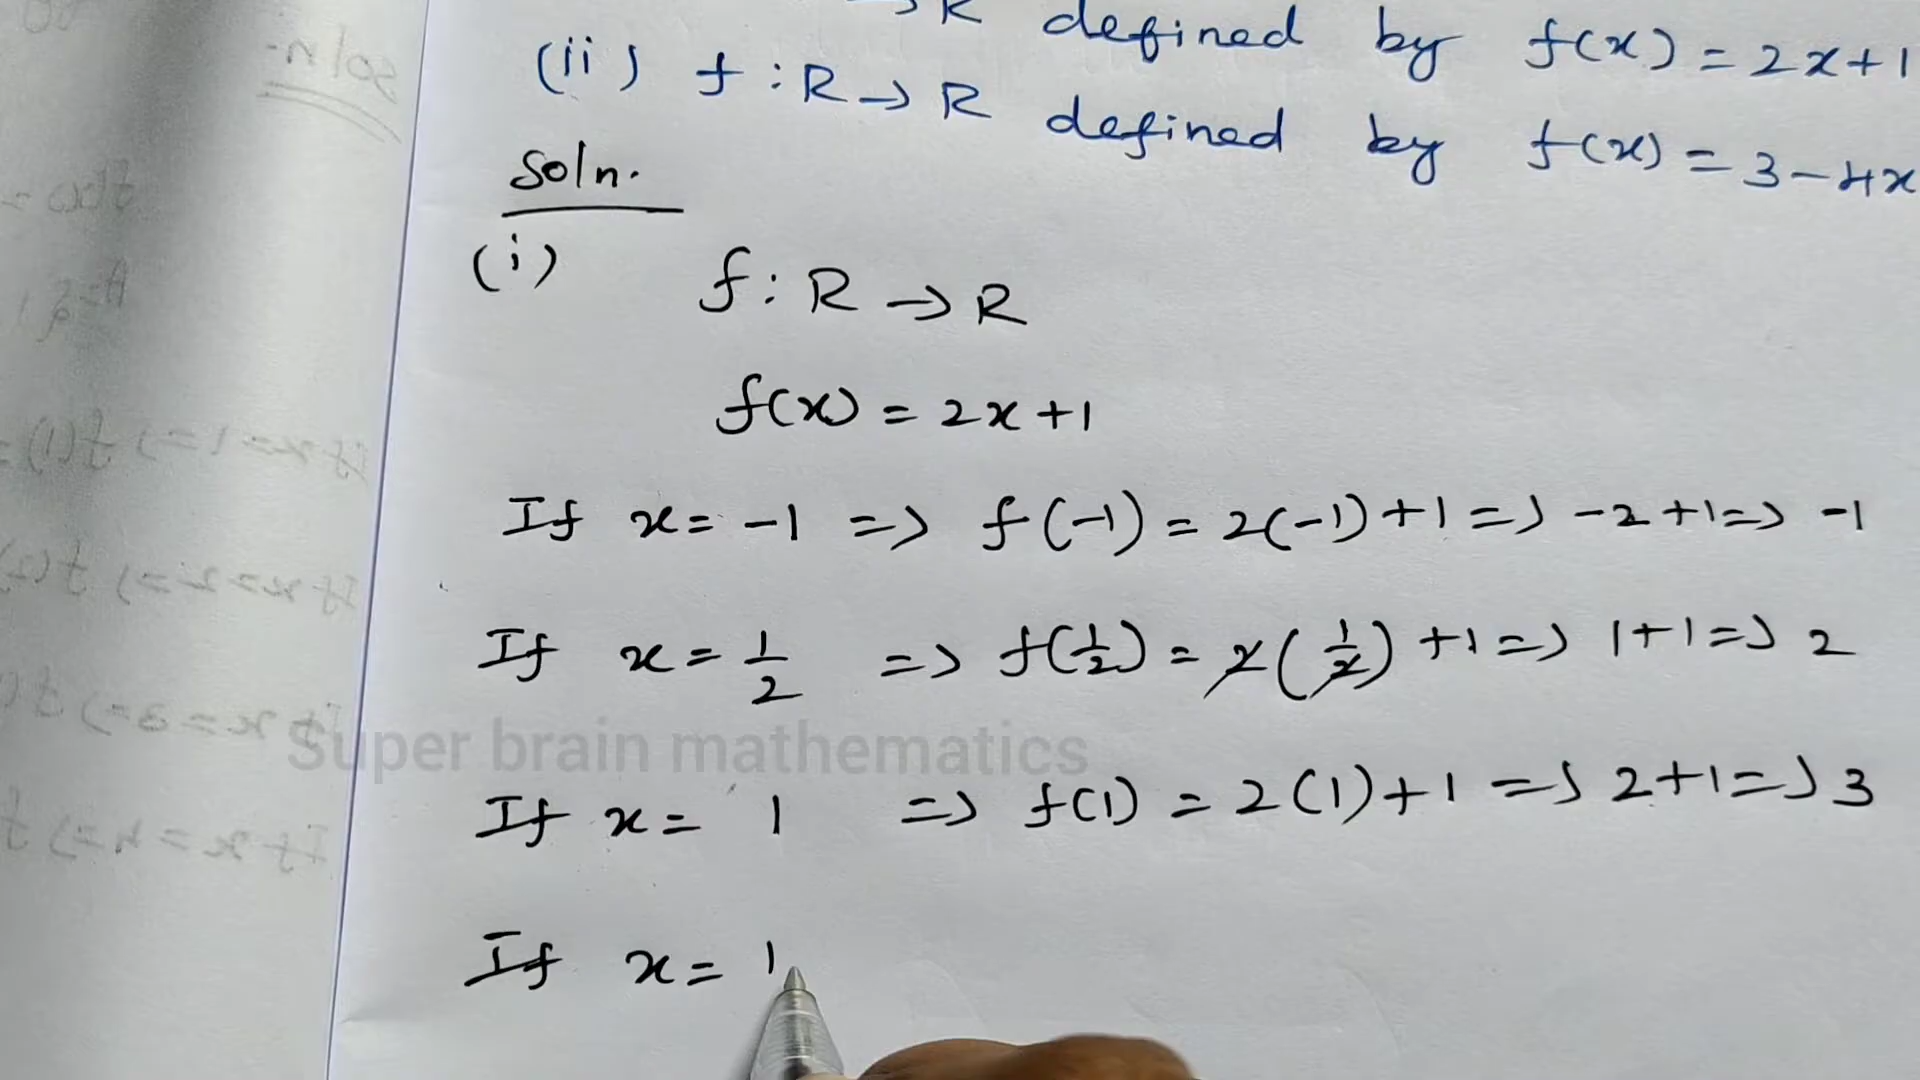 → R defined by f(x) = 2x+1
(ii) f : R → R defined by f(x) = 3-4x
Soln.
(i) f : R → R
f(x) = 2x+1
If x = -1 => f(-1) = 2(-1)+1 => -2+1 => -1
If x = 1/2 => f(1/2) = 2(1/2)+1 => 1+1 => 2
Super brain mathematics
If x = 1 => f(1) = 2(1)+1 => 2+1 => 3
If x = 1